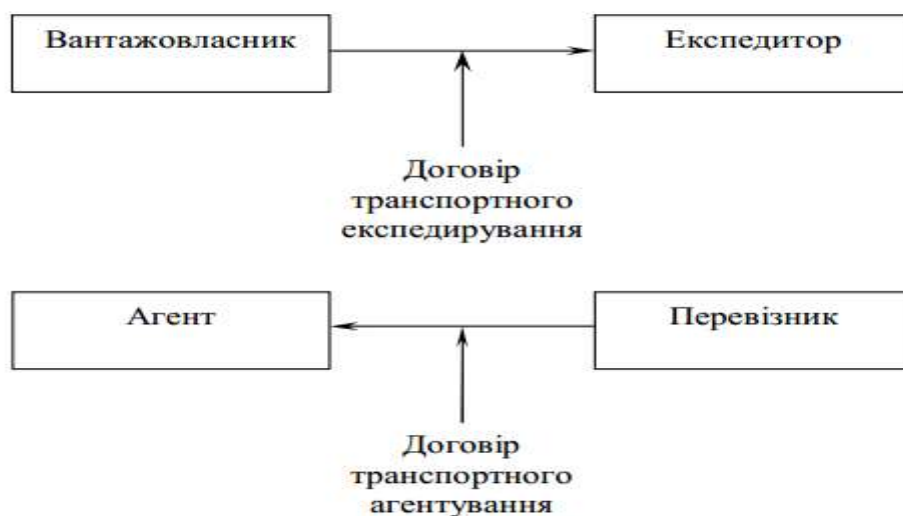 Вантажовласник
Експедитор
Договір
транспортного
експедирування
Агент
Перевізник
Договір
транспортного
агентування